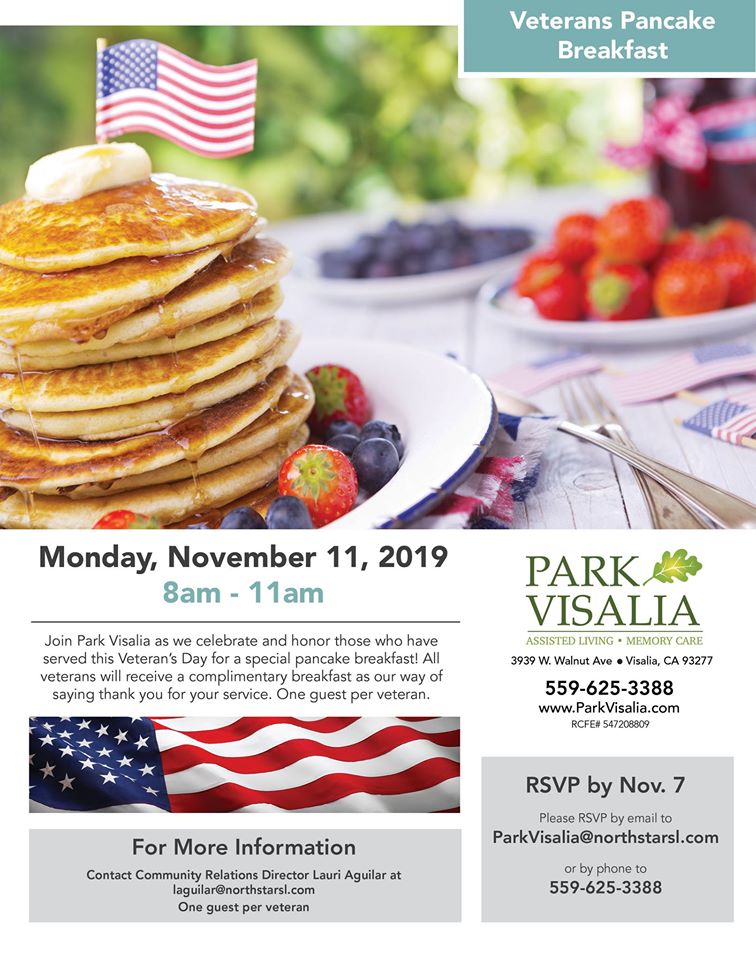 Veterans Pancake
Breakfast
Monday, November 11, 2019
8am - 11am
Join Park Visalia as we celebrate and honor those who have
served this Veteran's Day for a special pancake breakfast! All
veterans will receive a complimentary breakfast as our way of
saying thank you for your service. One guest per veteran.
For More Information
Contact Community Relations Director Lauri Aguilar at
laguilar@northstarsl.com
One guest per veteran
PARK
VISALIA
ASSISTED LIVING • MEMORY CARE
3939 W. Walnut Ave ● Visalia, CA 93277
559-625-3388
www.ParkVisalia.com
RCFE# 547208809
RSVP by Nov. 7
Please RSVP by email to
ParkVisalia@northstarsl.com
or by phone to
559-625-3388